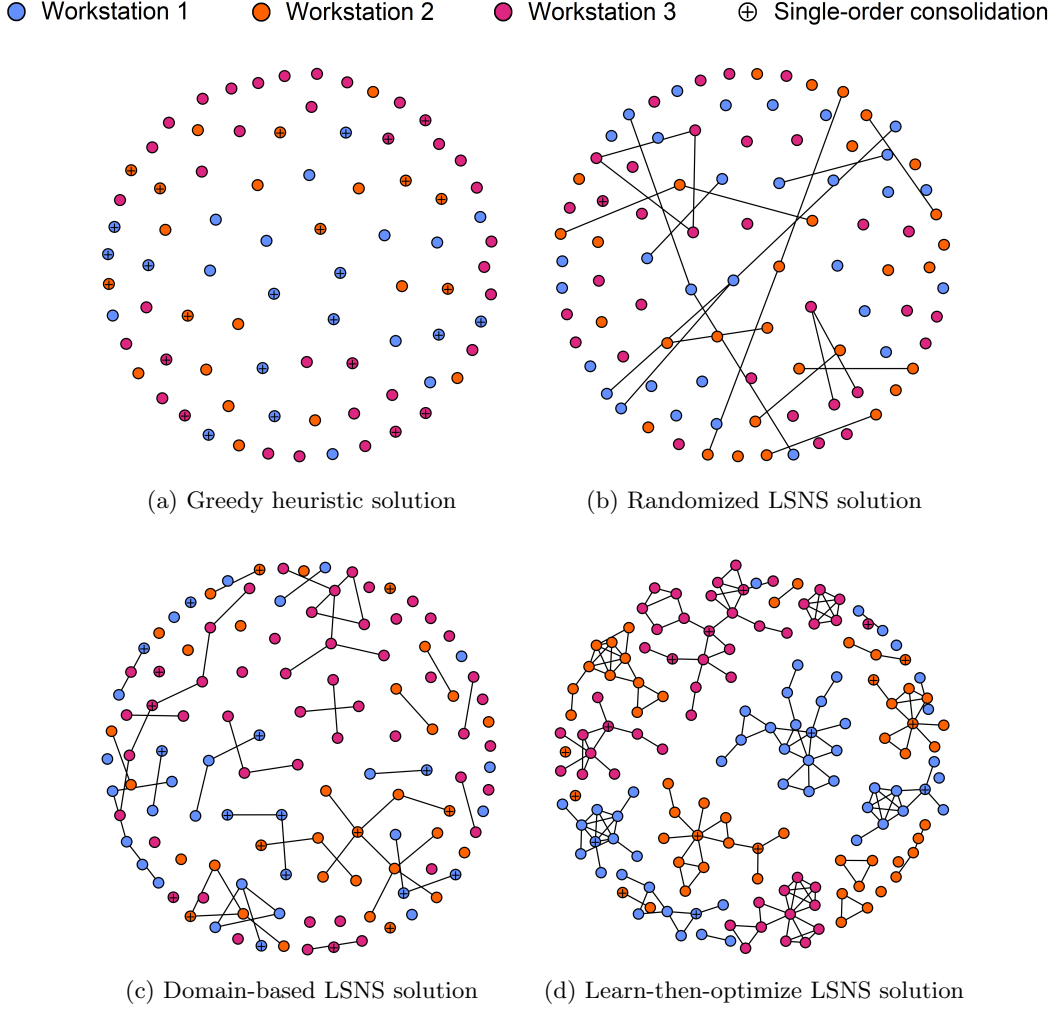 Workstation 1 Workstation 2 Workstation 3 Single-order consolidation
(a) Greedy heuristic solution (b) Randomized LSNS solution
(c) Domain-based LSNS solution (d) Learn-then-optimize LSNS solution